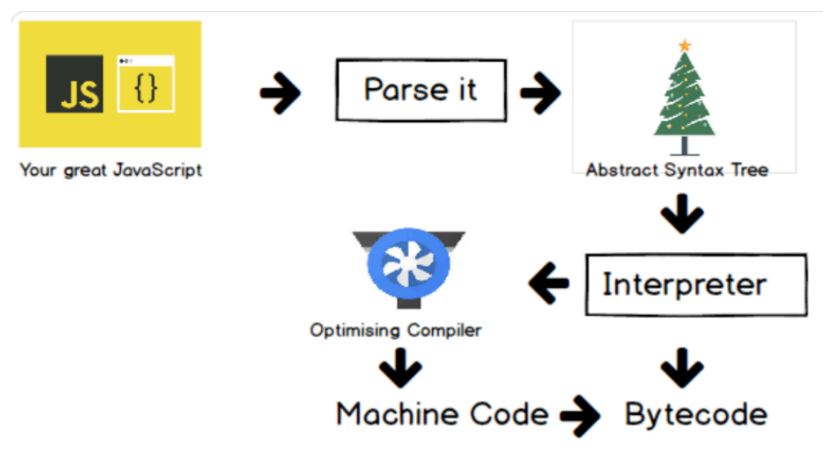 JS
{}
Parse it
Your great JavaScript
Abstract Syntax Tree
Interpreter
Optimising Compiler
Machine Code
Bytecode